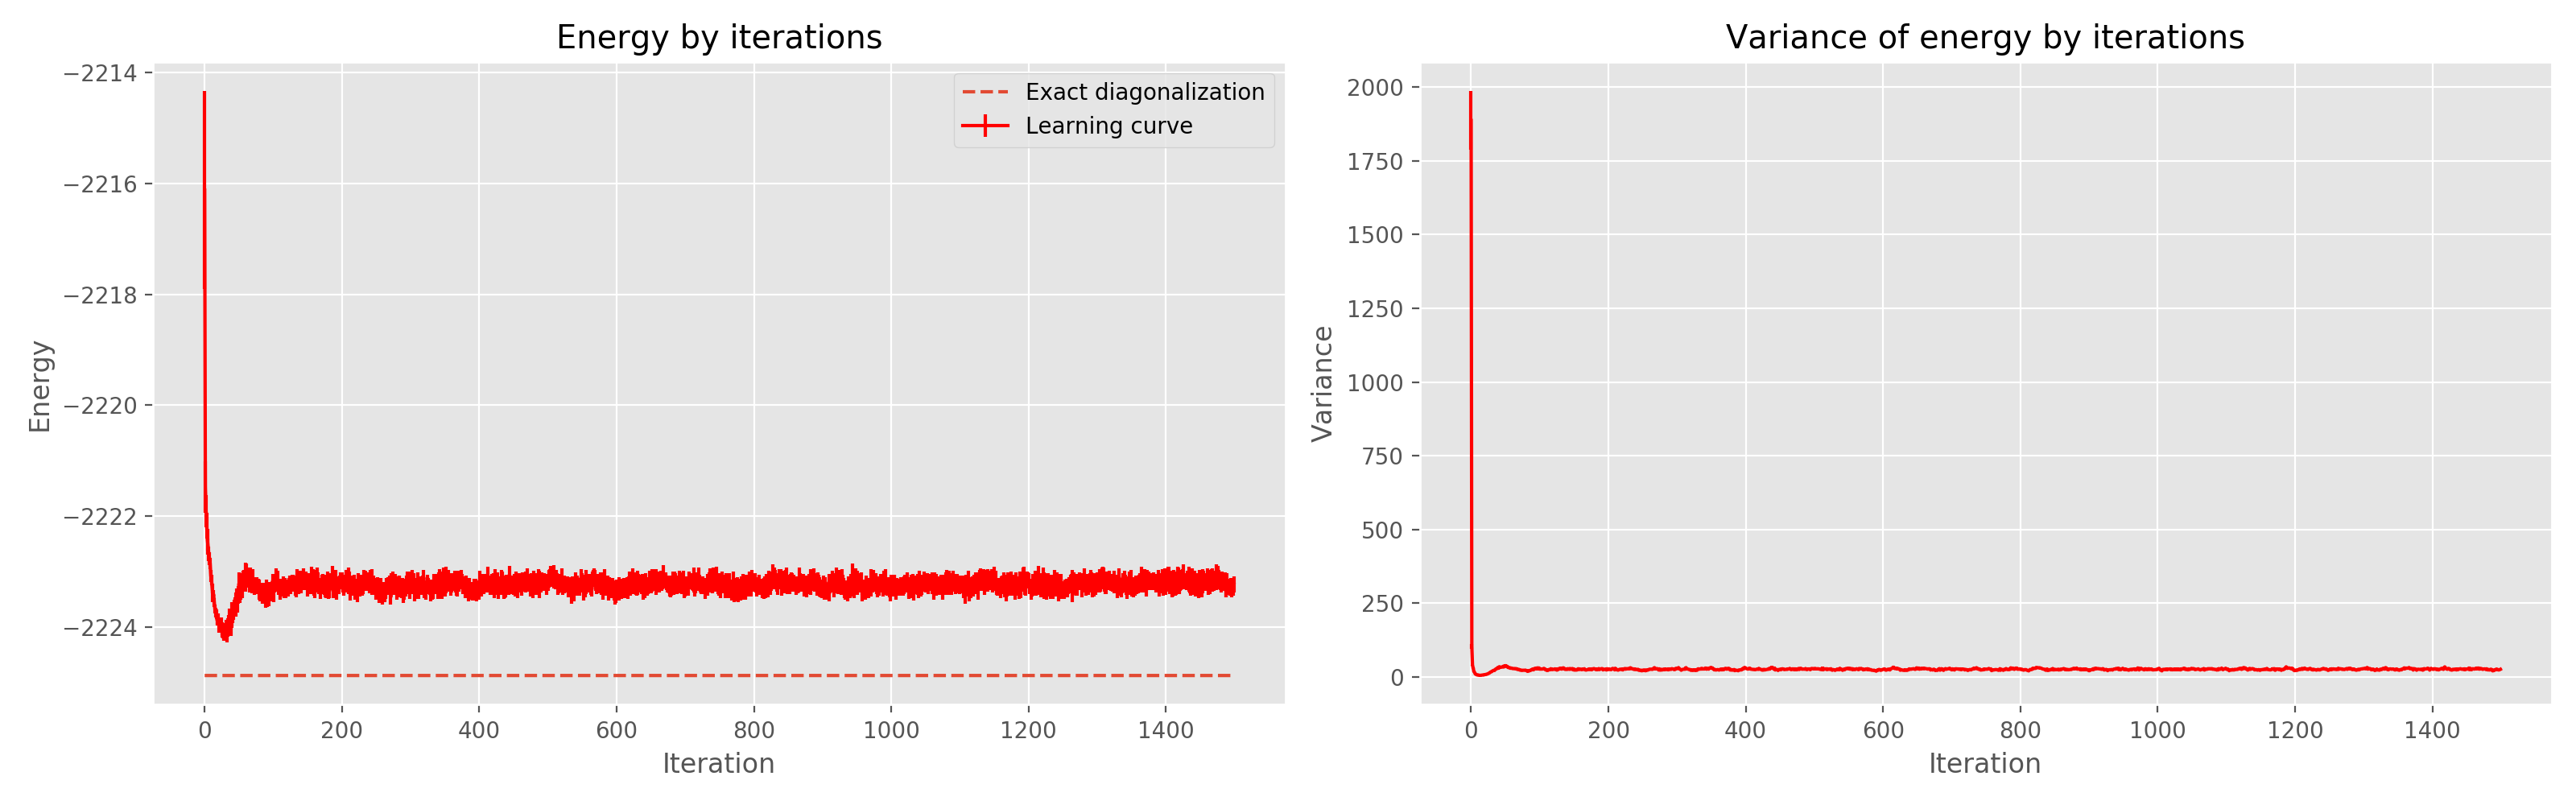 Energy by iterations
Energy
−2214
−2216
−2218
−2220
−2222
−2224
Exact diagonalization
Learning curve
0 200 400 600 800 1000 1200 1400
Iteration
Variance of energy by iterations
Variance
2000
1750
1500
1250
1000
750
500
250
0
0 200 400 600 800 1000 1200 1400
Iteration